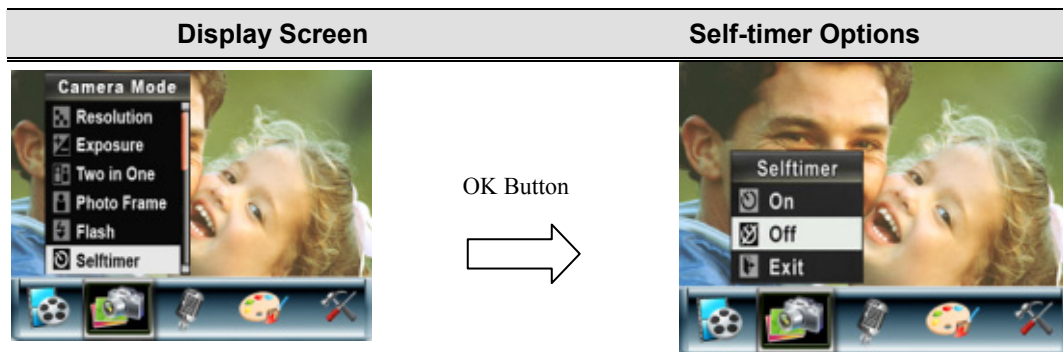 Display Screen
Self-timer Options
Camera Mode
Resolution
Exposure
Two in One
Photo Frame
Flash
Selftimer
OK Button
Selftimer
On
Off
Exit